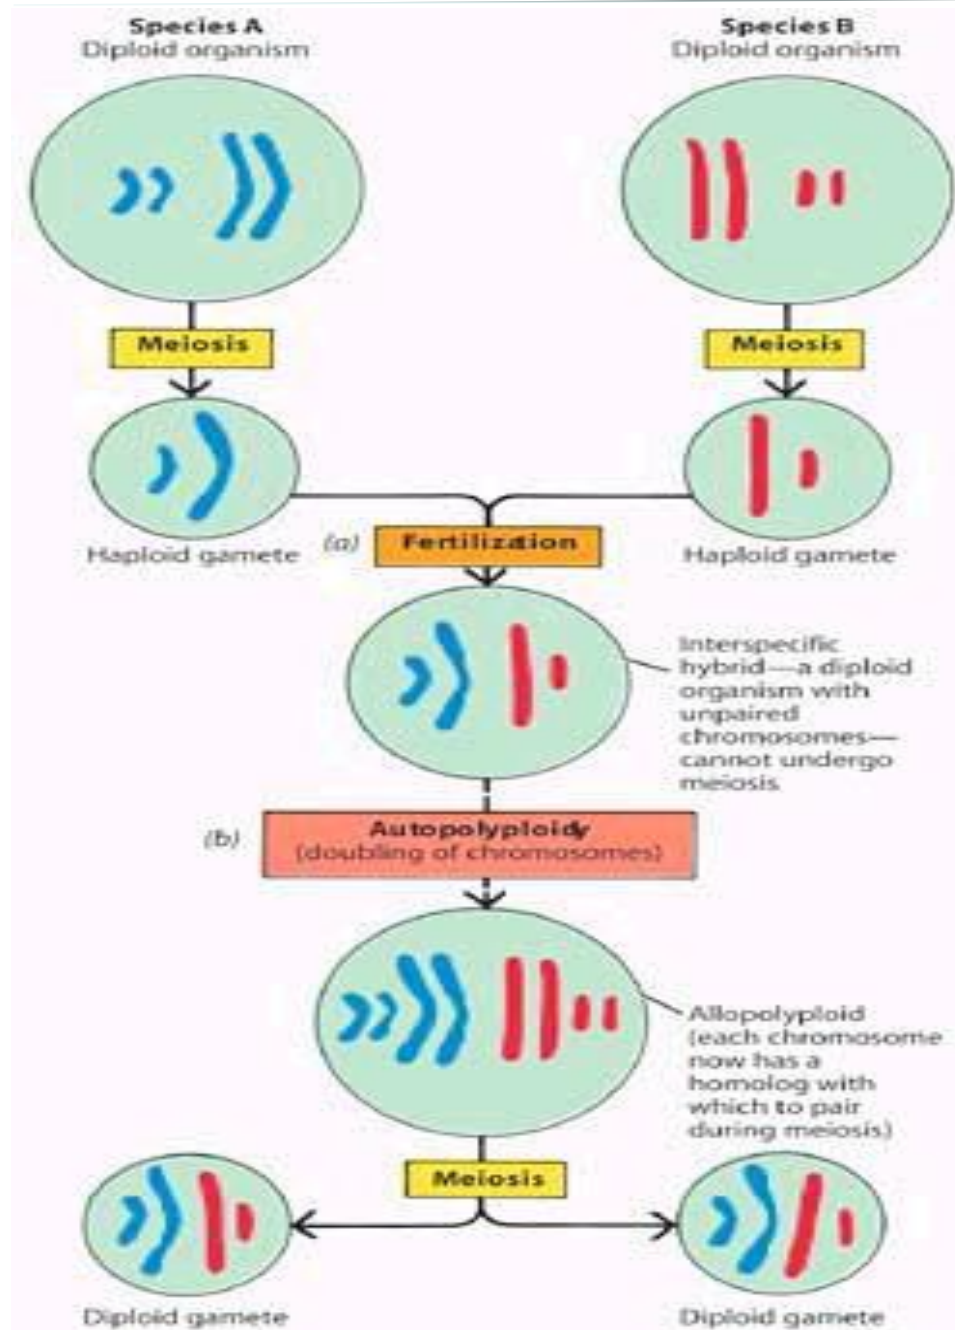 Species A
Diploid organism
Species B
Diploid organism
Meiosis
Meiosis
Haploid gamete
(a)
Fertilization
Haploid gamete
Interspecific
hybrid—a diploid
organism with
unpaired
chromosomes—
cannot undergo
meiosis
(b)
Autopolyploidy
(doubling of chromosomes)
Allopolyploid
(each chromosome
now has a
homolog with
which to pair
during meiosis)
Meiosis
Diploid gamete
Diploid gamete